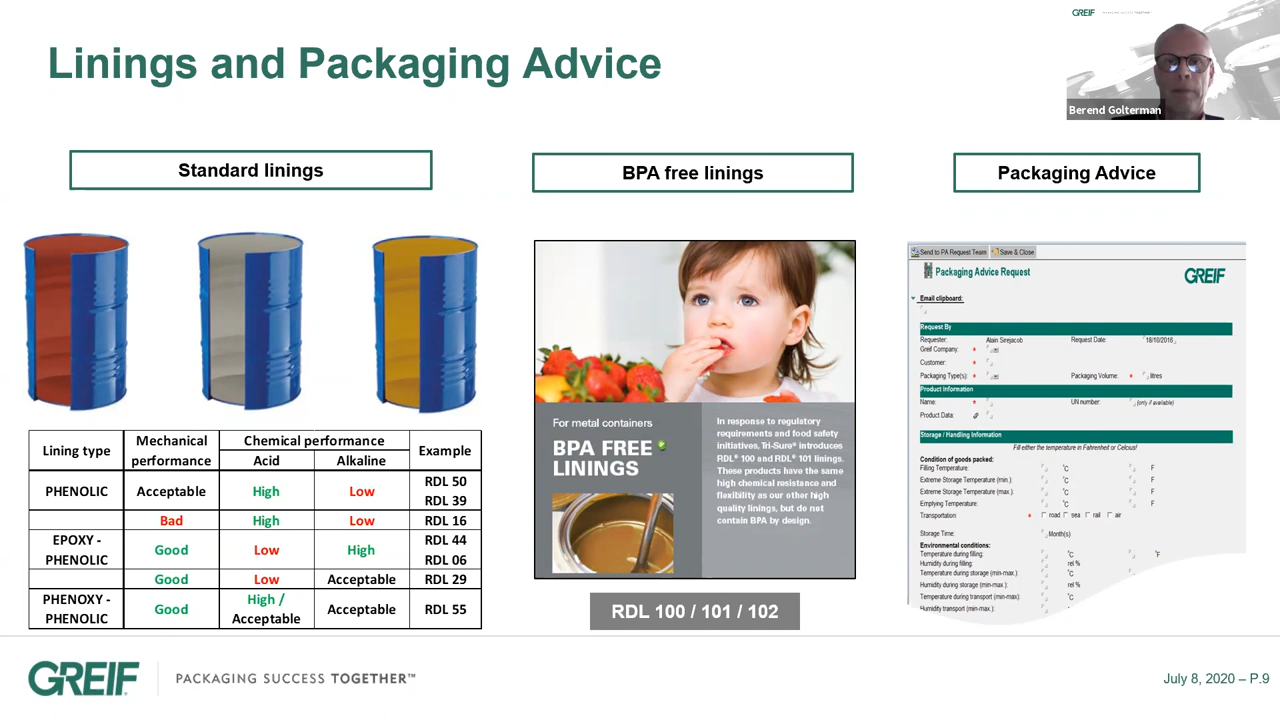 Linings and Packaging Advice
GREIF
Berend Golterman
Standard linings
Lining type
Mechanical performance
Chemical performance
Acid
Alkaline
Example
PHENOLIC
Acceptable
High
Low
RDL 50
RDL 39
Bad
High
Low
RDL 16
EPOXY -
PHENOLIC
Good
Low
High
RDL 44
RDL 06
Good
Low
Acceptable
RDL 29
PHENOXY -
PHENOLIC
Good
High /
Acceptable
Acceptable
RDL 55
BPA free linings
For metal containers
BPA FREE
LININGS
In response to regulatory
requirements and food safety
initiatives, Tri-Sure® introduces
RDL® 100 and RDL® 101 linings.
These products have the same
high chemical resistance and
flexibility as our other high
quality linings, but do not
contain BPA by design.
RDL 100 / 101 / 102
Packaging Advice
Send to PA Request Team Save & Close
Packaging Advice Request
GREIF
Email clipboard:
Request By
Requester: Alain Sirejacob Request Date: 18/10/2016
Greif Company: *
Customer: *
Packaging Type(s): * Packaging Volume: * litres
Product Information
Name: * UN number: (only if available)
Product Data:
Storage / Handling Information
Fill either the temperature in Fahrenheit or Celcius!
Condition of goods packed:
Filling Temperature: °C F
Extreme Storage Temperature (min.): °C F
Extreme Storage Temperature (max.): °C F
Emptying Temperature: °C F
Transportation: * road sea rail air
Storage Time: Month(s)
Environmental conditions:
Temperature during filling: °C °F
Humidity during filling: rel %
Temperature during storage (min-max.): °C
Humidity during storage (min-max.): rel %
Temperature during transport (min-max): °C
Humidity transport (min-max.): rel %
GREIF
PACKAGING SUCCESS TOGETHER™
July 8, 2020 – P.9